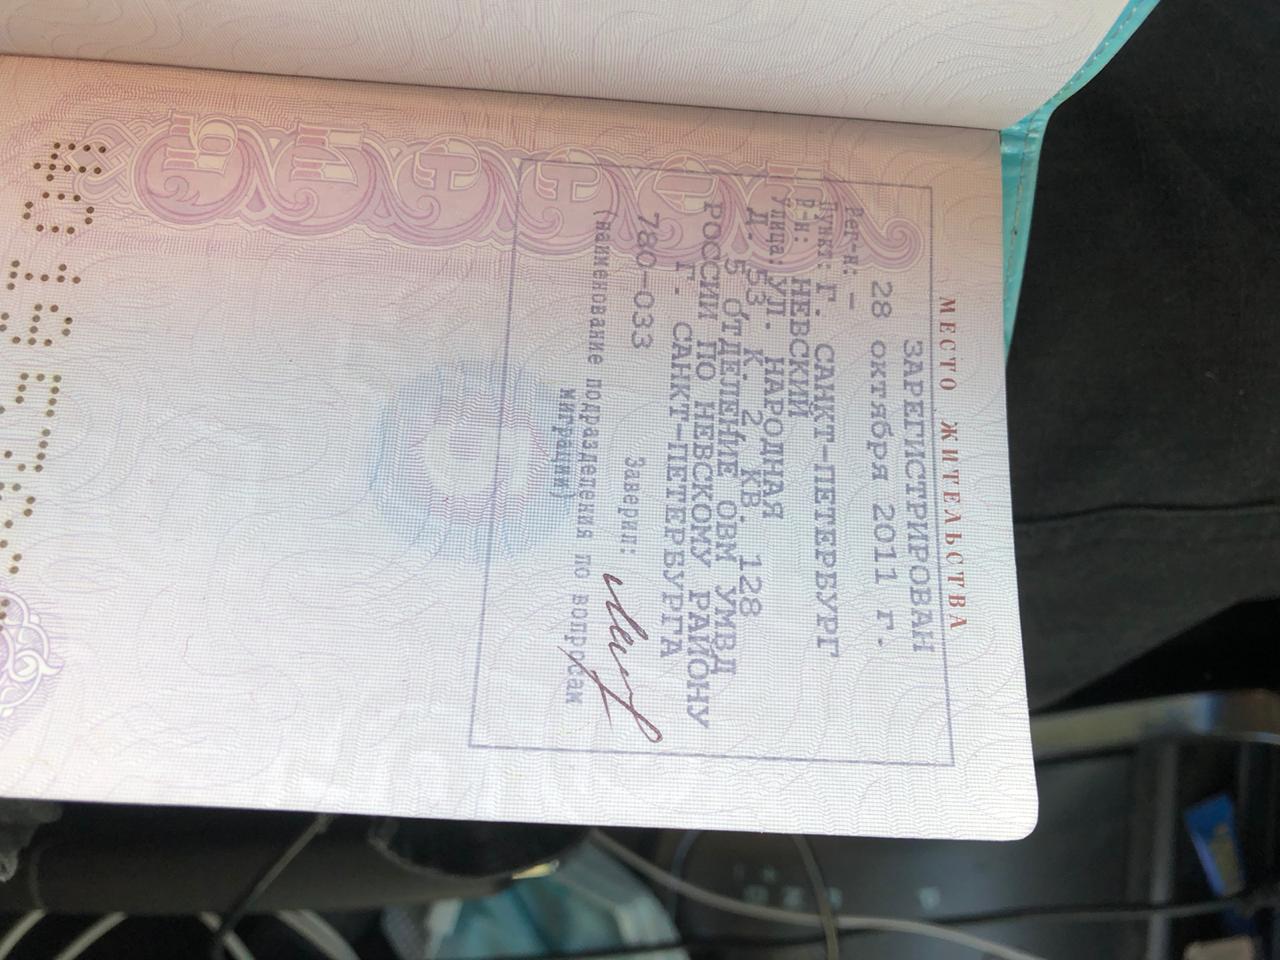 МЕСТО ЖИТЕЛЬСТВА
ЗАРЕГИСТРИРОВАН
28 октября 2011 г.
Рег-н: -
Пункт: Г. САНКТ-ПЕТЕРБУРГ
Р-н: НЕВСКИЙ
Улица: УЛ. НАРОДНАЯ
Д. 53 К. 2 КВ. 128
5 ОТДЕЛЕНИЕ ОВМ УМВД
РОССИИ ПО НЕВСКОМУ РАЙОНУ
Г. САНКТ-ПЕТЕРБУРГА
780-033
Заверил:
(наименование подразделения по вопросам
миграции)